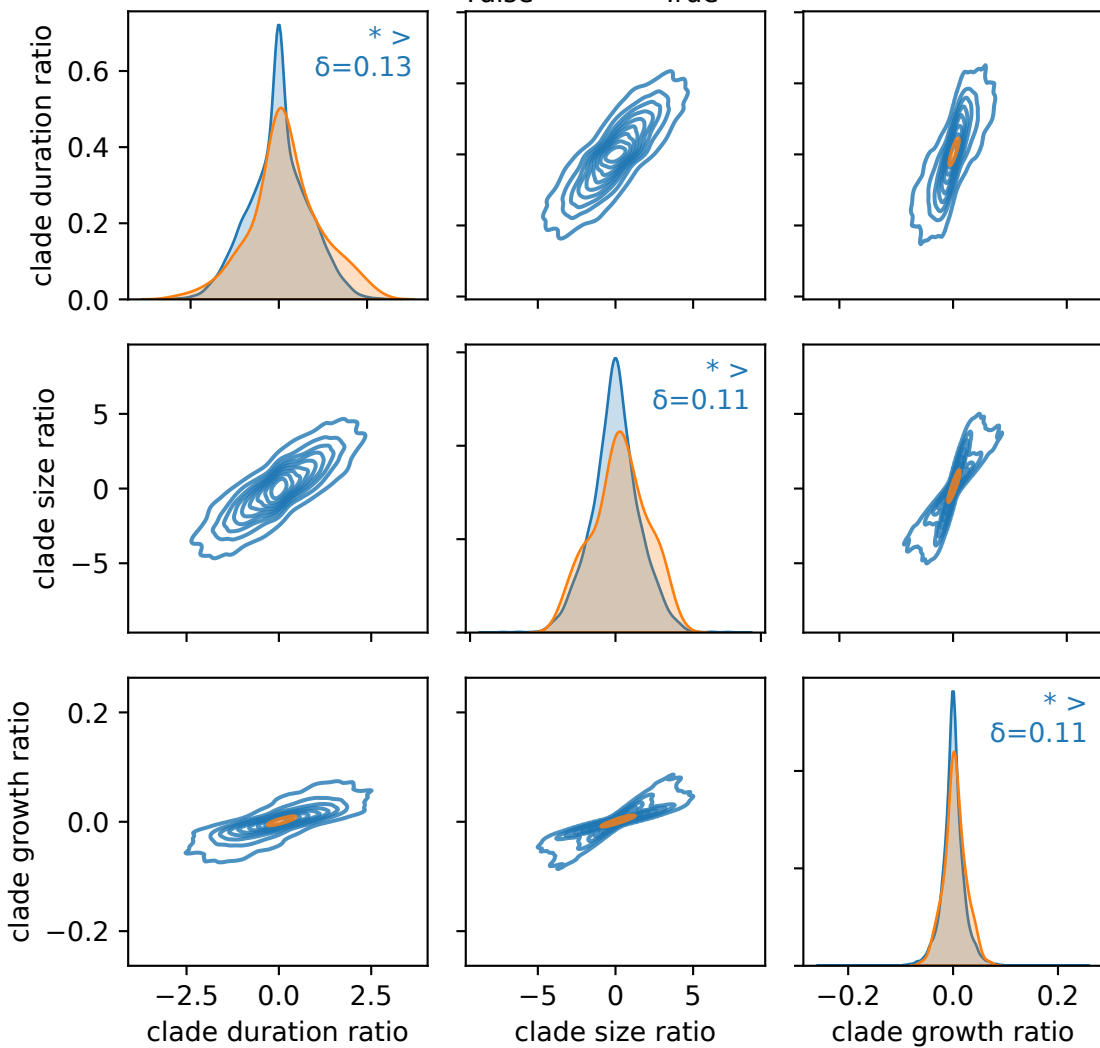 clade duration ratio
0.6
0.4
0.2
0.0
* >
δ=0.13
clade size ratio
5
0
−5
* >
δ=0.11
clade growth ratio
0.2
0.0
−0.2
* >
δ=0.11
−2.5 0.0 2.5
−5 0 5
−0.2 0.0 0.2
clade duration ratio
clade size ratio
clade growth ratio